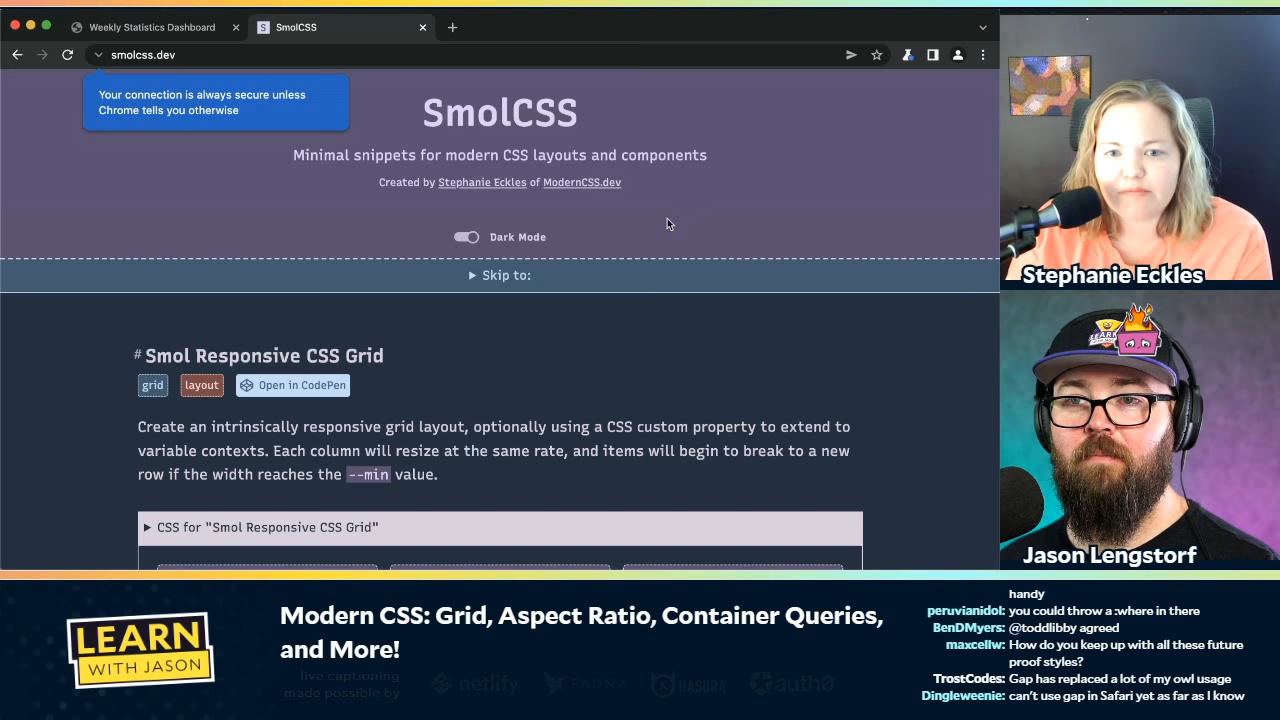 Weekly Statistics Dashboard
S SmolCSS
smolcss.dev
Your connection is always secure unless
Chrome tells you otherwise
SmolCSS
Minimal snippets for modern CSS layouts and components
Created by Stephanie Eckles of ModernCSS.dev
Dark Mode
Skip to:
# Smol Responsive CSS Grid
grid layout Open in CodePen
Create an intrinsically responsive grid layout, optionally using a CSS custom property to extend to
variable contexts. Each column will resize at the same rate, and items will begin to break to a new
row if the width reaches the --min value.
CSS for "Smol Responsive CSS Grid"
Stephanie Eckles
LEARN
Jason Lengstorf
LEARN
WITH JASON
Modern CSS: Grid, Aspect Ratio, Container Queries,
and More!
live captioning
made possible by
netlify FAUNA HASURA auth0
handy
peruvianidol: you could throw a :where in there
BenDMyers: @toddlibby agreed
maxcellw: How do you keep up with all these future
proof styles?
TrostCodes: Gap has replaced a lot of my owl usage
Dingleweenie: can't use gap in Safari yet as far as I know